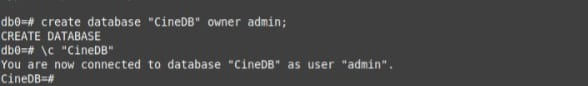 db0=# create database "CineDB" owner admin;
CREATE DATABASE
db0=# \c "CineDB"
You are now connected to database "CineDB" as user "admin".
CineDB=#